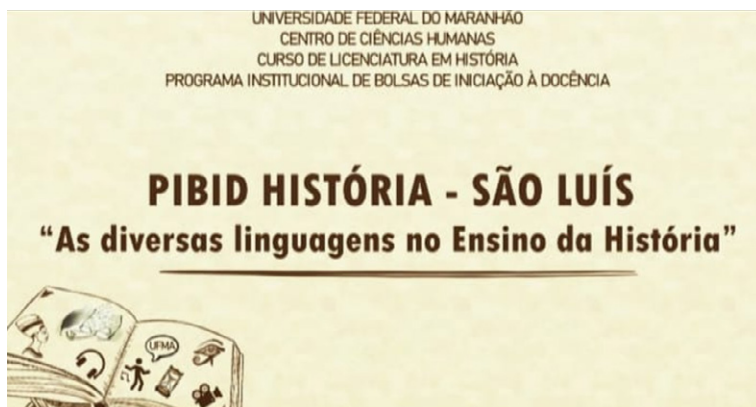 UNIVERSIDADE FEDERAL DO MARANHÃO
CENTRO DE CIÊNCIAS HUMANAS
CURSO DE LICENCIATURA EM HISTÓRIA
PROGRAMA INSTITUCIONAL DE BOLSAS DE INICIAÇÃO À DOCÊNCIA
PIBID HISTÓRIA - SÃO LUÍS
“As diversas linguagens no Ensino da História”
UFMA